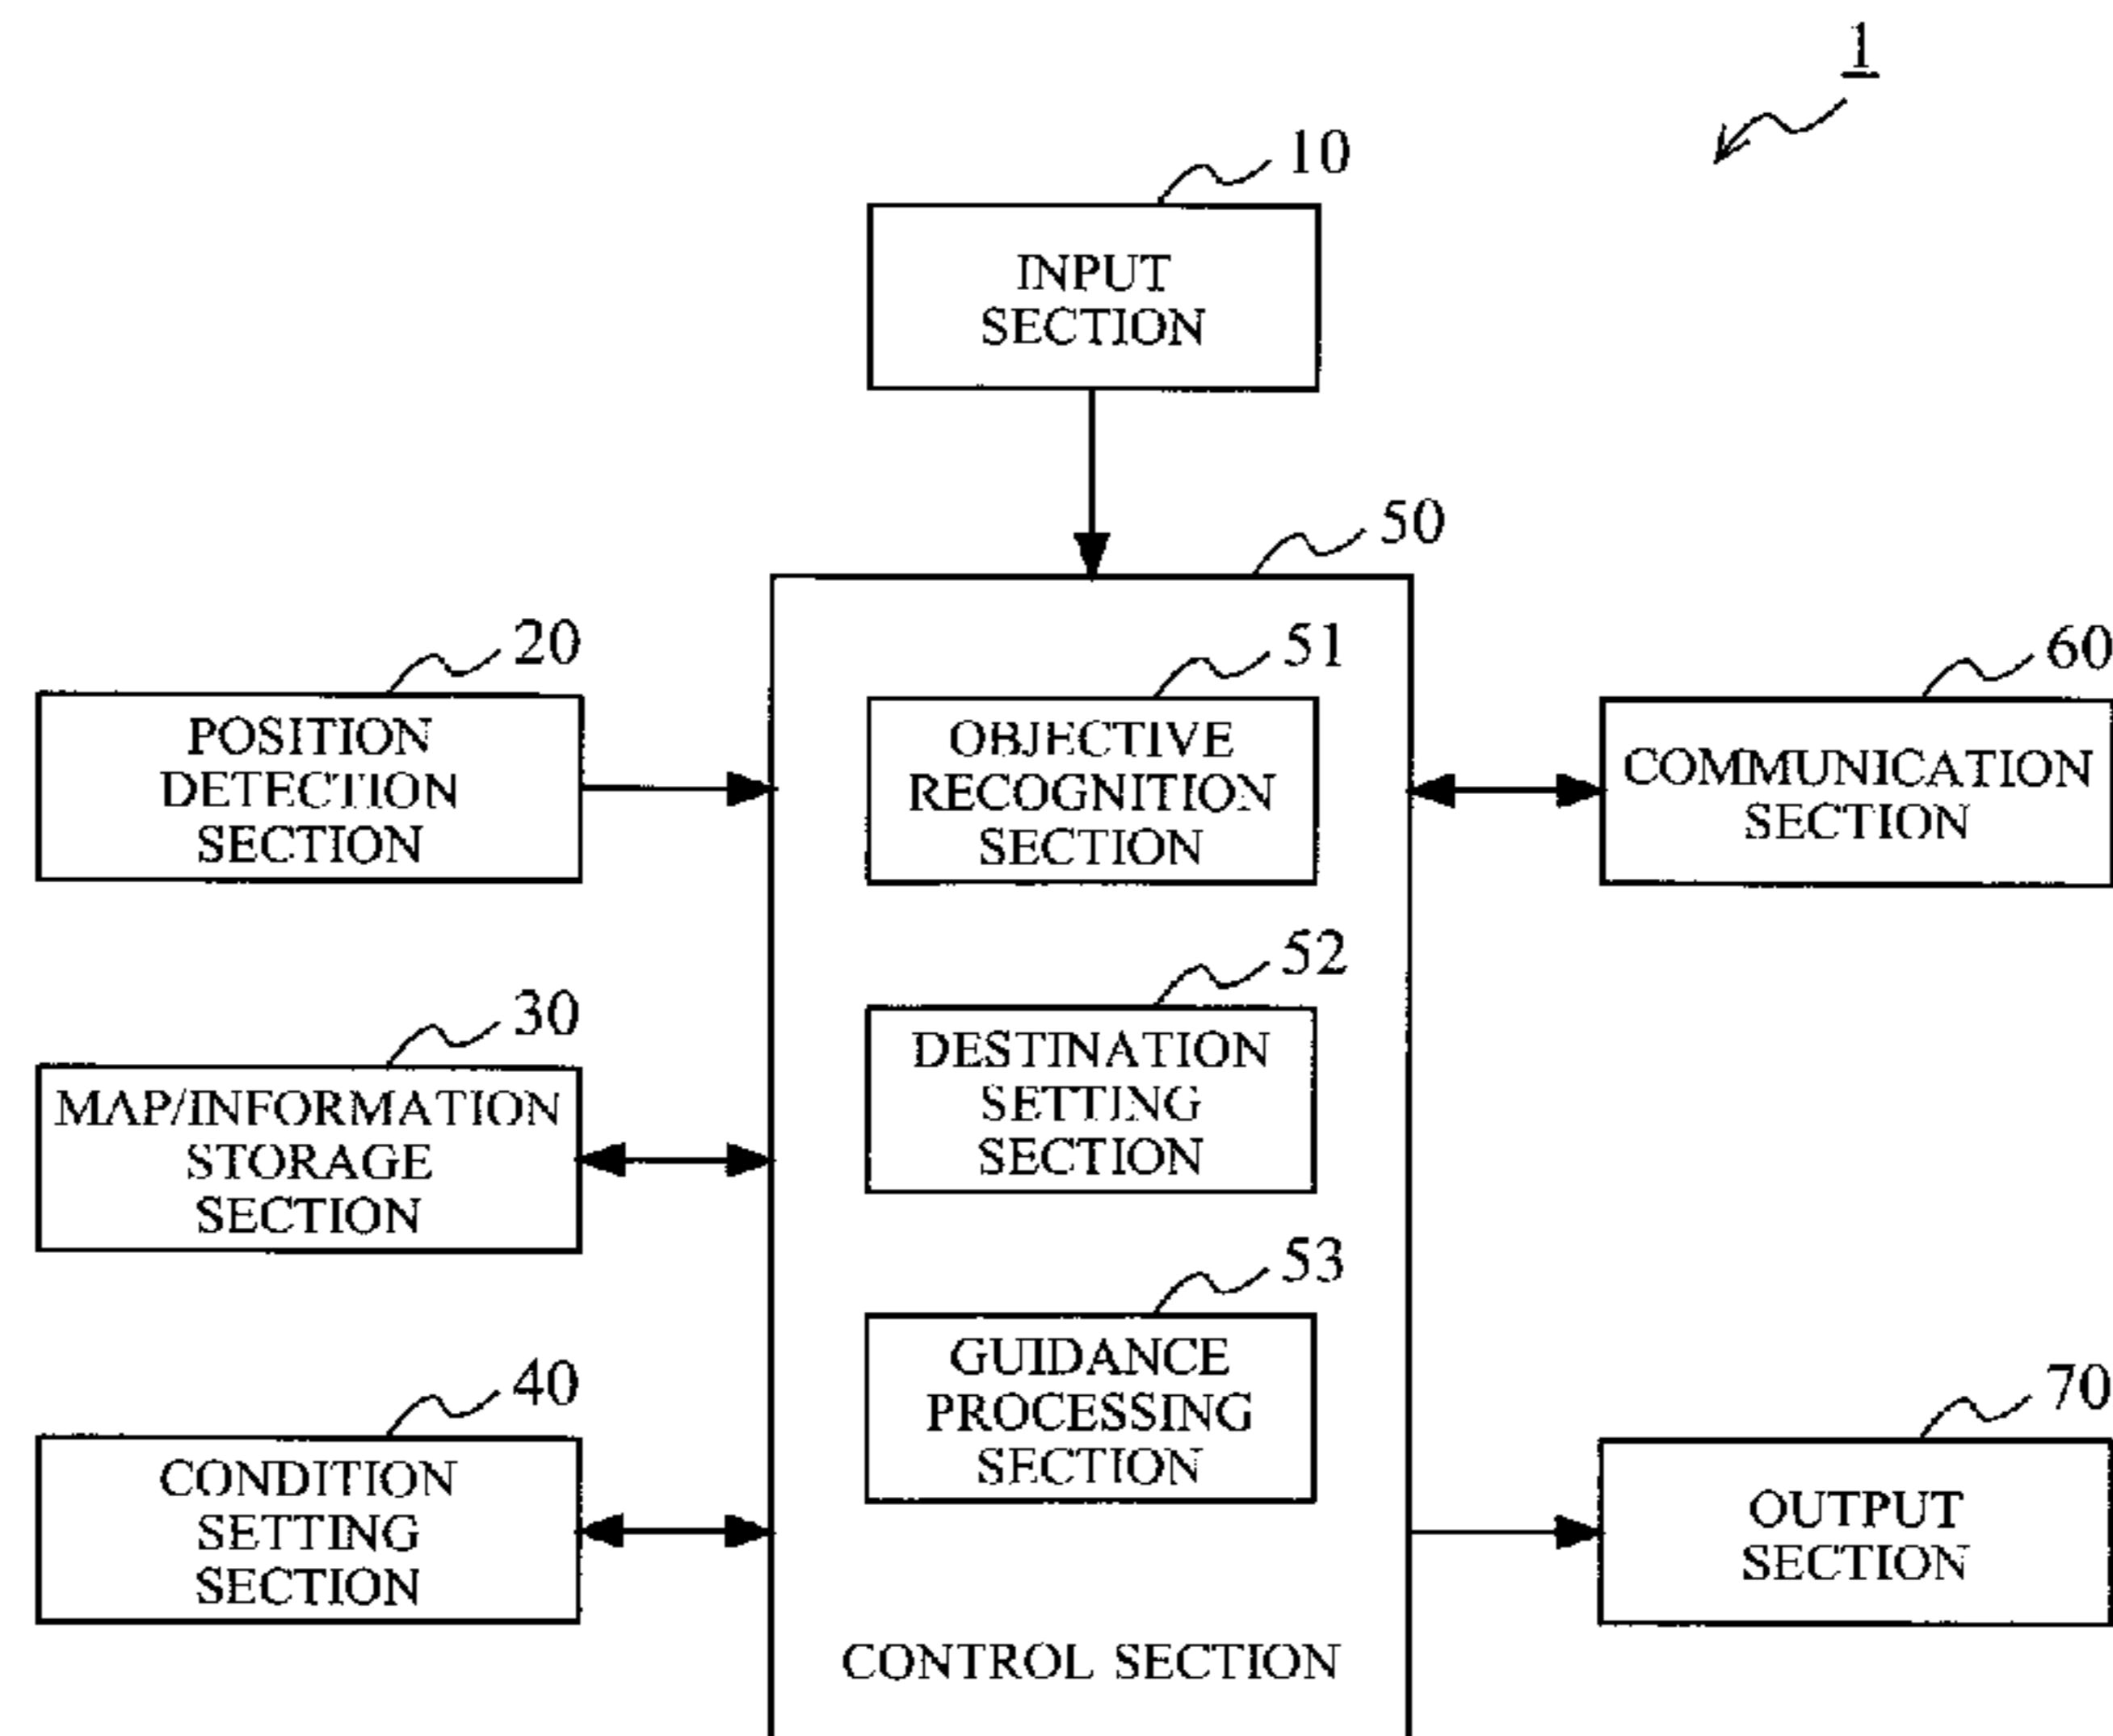 1
10
INPUT
SECTION
50
20
POSITION
DETECTION
SECTION
51
OBJECTIVE
RECOGNITION
SECTION
60
COMMUNICATION
SECTION
30
MAP/INFORMATION
STORAGE
SECTION
52
DESTINATION
SETTING
SECTION
40
CONDITION
SETTING
SECTION
53
GUIDANCE
PROCESSING
SECTION
70
OUTPUT
SECTION
CONTROL SECTION